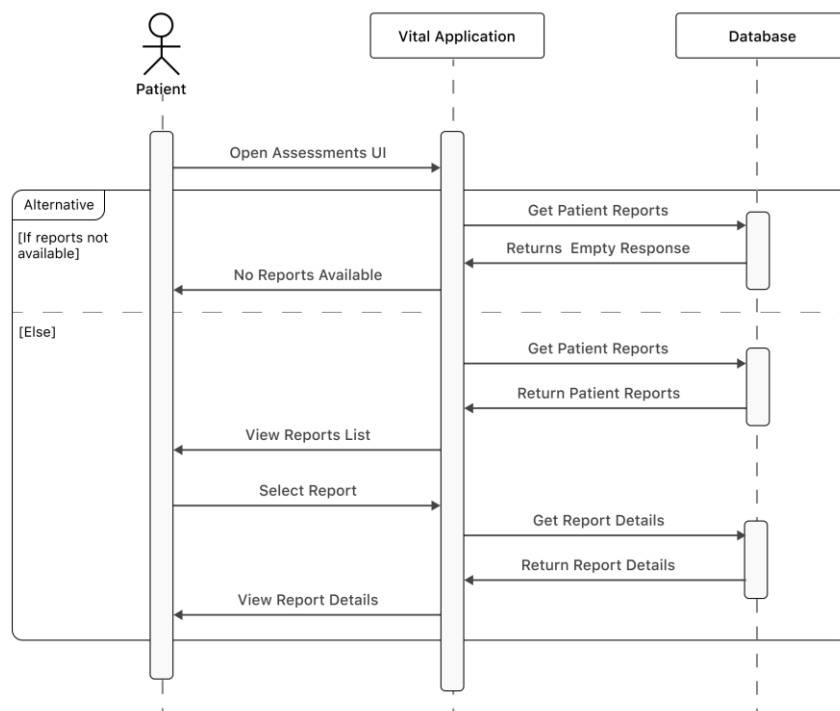 Patient
Vital Application
Database
Open Assessments UI
Alternative
[If reports not
available]
Get Patient Reports
Returns Empty Response
No Reports Available
[Else]
Get Patient Reports
Return Patient Reports
View Reports List
Select Report
Get Report Details
Return Report Details
View Report Details